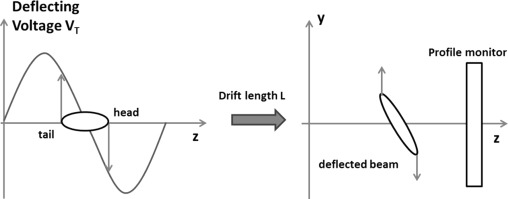 Deflecting
Voltage V_T
head
tail
z
Drift length L
y
Profile monitor
z
deflected beam